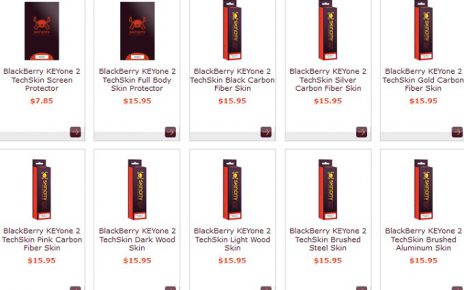 BlackBerry KEYone 2
TechSkin Screen
Protector
$7.85
BlackBerry KEYone 2
TechSkin Full Body
Skin Protector
$15.95
BlackBerry KEYone 2
TechSkin Black Carbon
Fiber Skin
$15.95
BlackBerry KEYone 2
TechSkin Silver
Carbon Fiber Skin
$15.95
BlackBerry KEYone 2
TechSkin Gold Carbon
Fiber Skin
$15.95
BlackBerry KEYone 2
TechSkin Pink Carbon
Fiber Skin
$15.95
BlackBerry KEYone 2
TechSkin Dark Wood
Skin
$15.95
BlackBerry KEYone 2
TechSkin Light Wood
Skin
$15.95
BlackBerry KEYone 2
TechSkin Brushed
Steel Skin
$15.95
BlackBerry KEYone 2
TechSkin Brushed
Aluminum Skin
$15.95